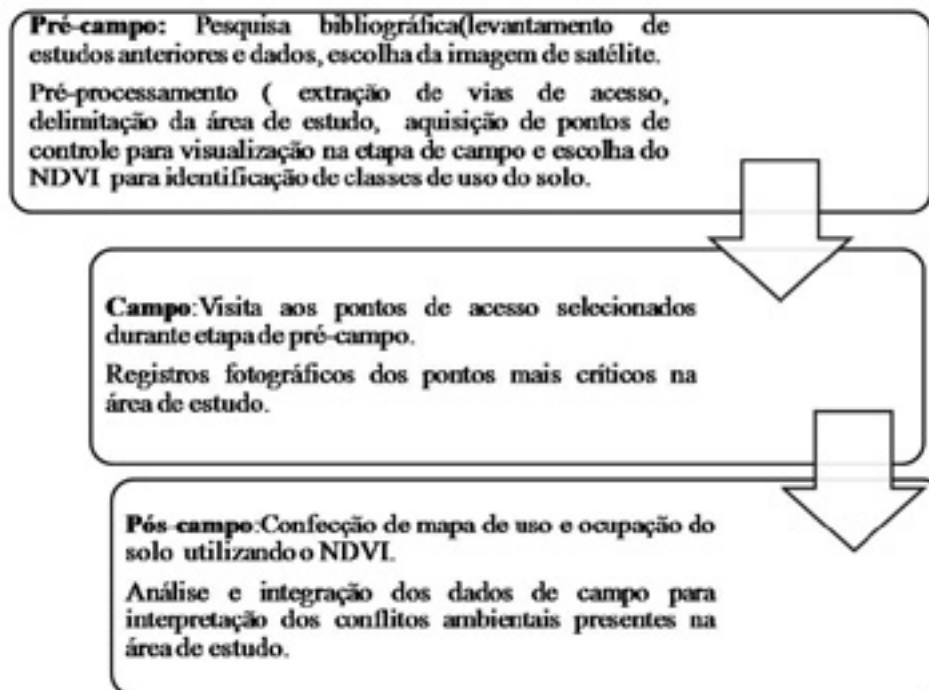 Pré-campo: Pesquisa bibliográfica(levantamento de
estudos anteriores e dados, escolha da imagem de satélite.
Pré-processamento ( extração de vias de acesso,
delimitação da área de estudo, aquisição de pontos de
controle para visualização na etapa de campo e escolha do
NDVI para identificação de classes de uso do solo.
Campo:Visita aos pontos de acesso selecionados
durante etapa de pré-campo.
Registros fotográficos dos pontos mais críticos na
área de estudo.
Pós-campo:Confecção de mapa de uso e ocupação do
solo utilizando o NDVI.
Análise e integração dos dados de campo para
interpretação dos conflitos ambientais presentes na
área de estudo.